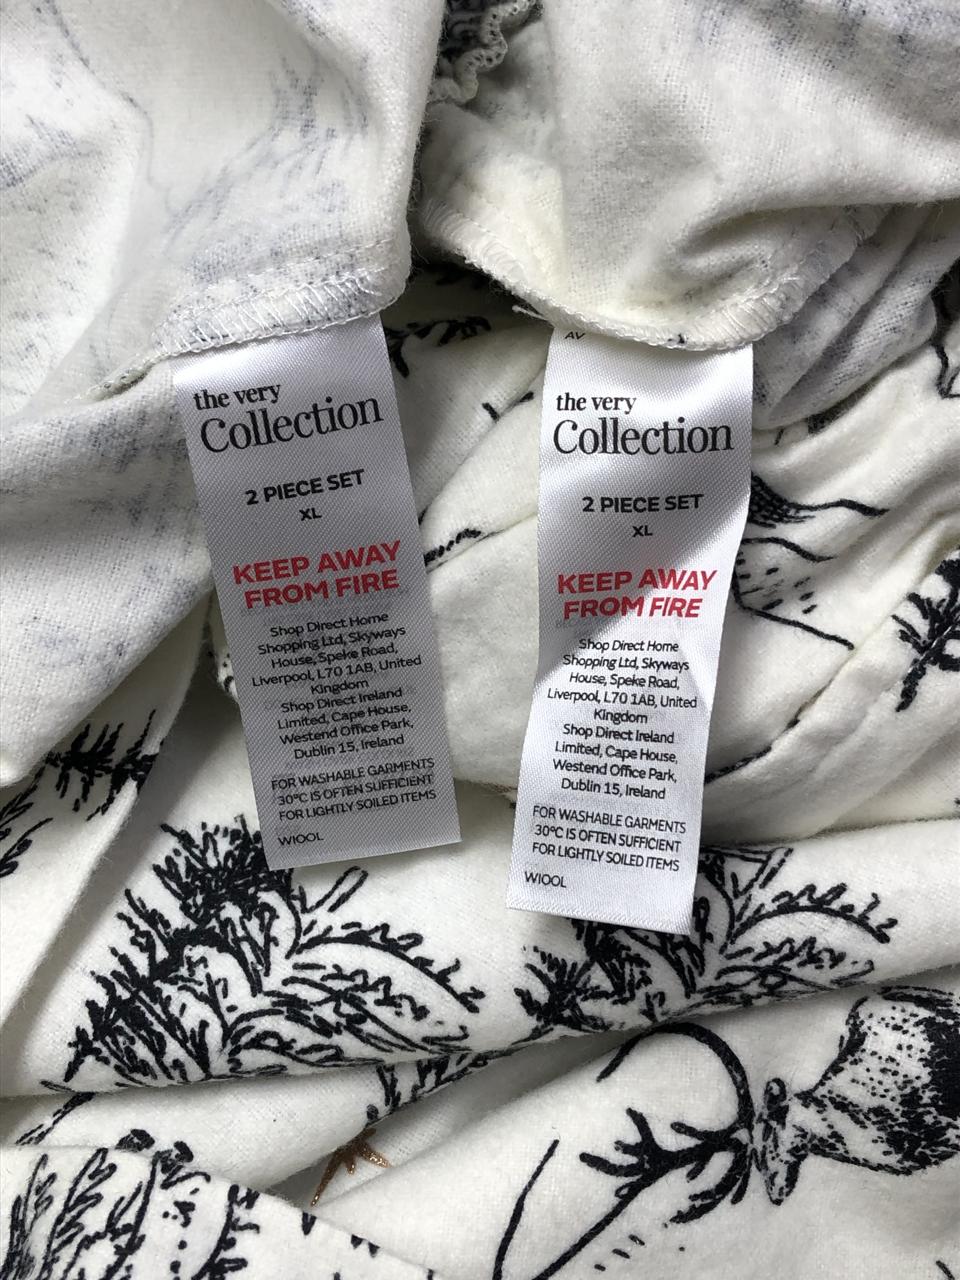 the very
Collection
2 PIECE SET
XL
KEEP AWAY
FROM FIRE
Shop Direct Home
Shopping Ltd, Skyways
House, Speke Road,
Liverpool, L70 1AB, United
Kingdom
Shop Direct Ireland
Limited, Cape House,
Westend Office Park,
Dublin 15, Ireland
FOR WASHABLE GARMENTS
30°C IS OFTEN SUFFICIENT
FOR LIGHTLY SOILED ITEMS
WIOOL
AV
the very
Collection
2 PIECE SET
XL
KEEP AWAY
FROM FIRE
Shop Direct Home
Shopping Ltd, Skyways
House, Speke Road,
Liverpool, L70 1AB, United
Kingdom
Shop Direct Ireland
Limited, Cape House,
Westend Office Park,
Dublin 15, Ireland
FOR WASHABLE GARMENTS
30°C IS OFTEN SUFFICIENT
FOR LIGHTLY SOILED ITEMS
WIOOL